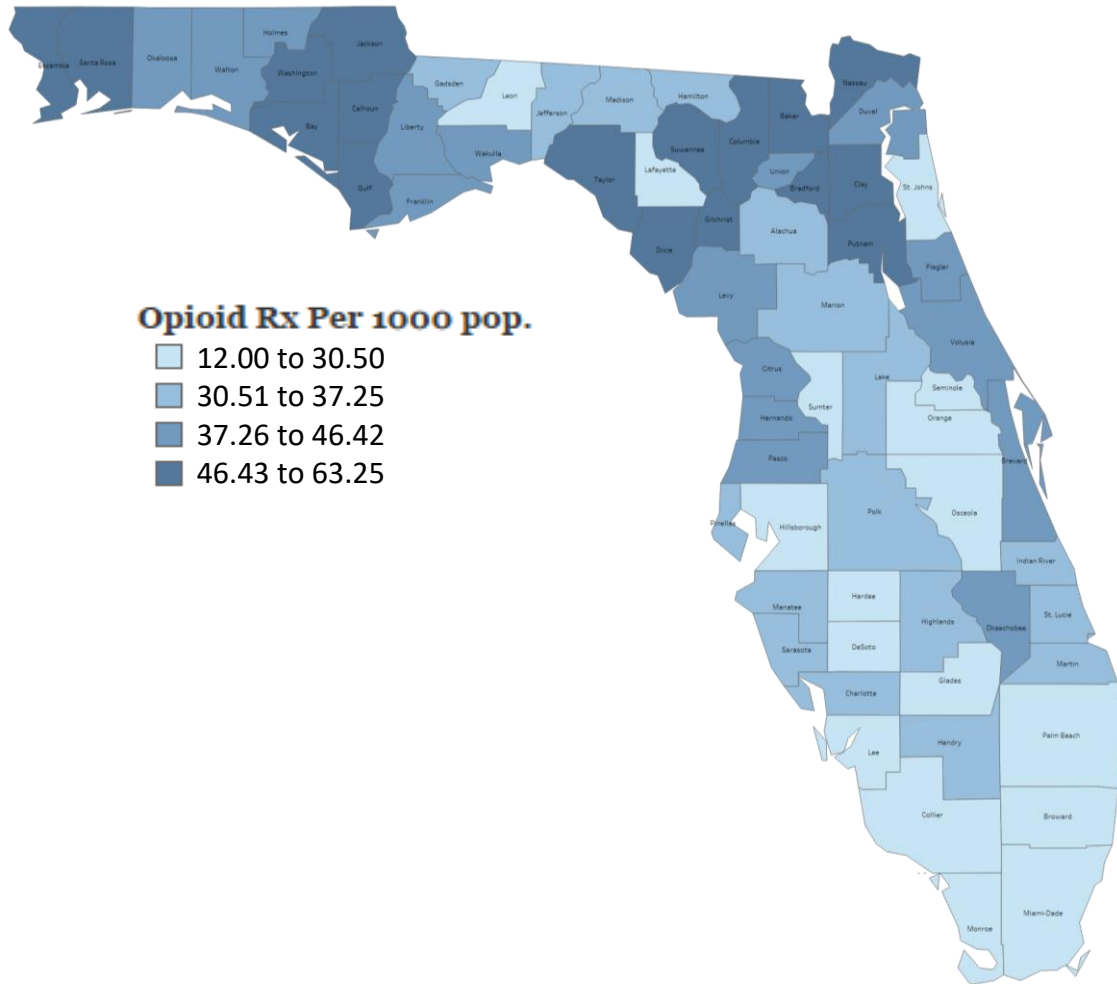 Holmes
Jackson
Escambia
Santa Rosa
Okaloosa
Walton
Washington
Gadsden
Leon
Jefferson
Madison
Hamilton
Nassau
Duval
Calhoun
Bay
Liberty
Wakulla
Columbia
Baker
Suwannee
Lafayette
Taylor
Union
Bradford
Clay
St. Johns
Gulf
Franklin
Gilchrist
Alachua
Putnam
Dixie
Flagler
Levy
Marion
Volusia
Opioid Rx Per 1000 pop.
12.00 to 30.50
30.51 to 37.25
37.26 to 46.42
46.43 to 63.25
Citrus
Lake
Sumter
Seminole
Hernando
Orange
Pasco
Brevard
Pinellas
Hillsborough
Polk
Osceola
Indian River
Manatee
Hardee
Highlands
Okeechobee
St. Lucie
Sarasota
DeSoto
Martin
Glades
Charlotte
Lee
Hendry
Palm Beach
Collier
Broward
Monroe
Miami-Dade